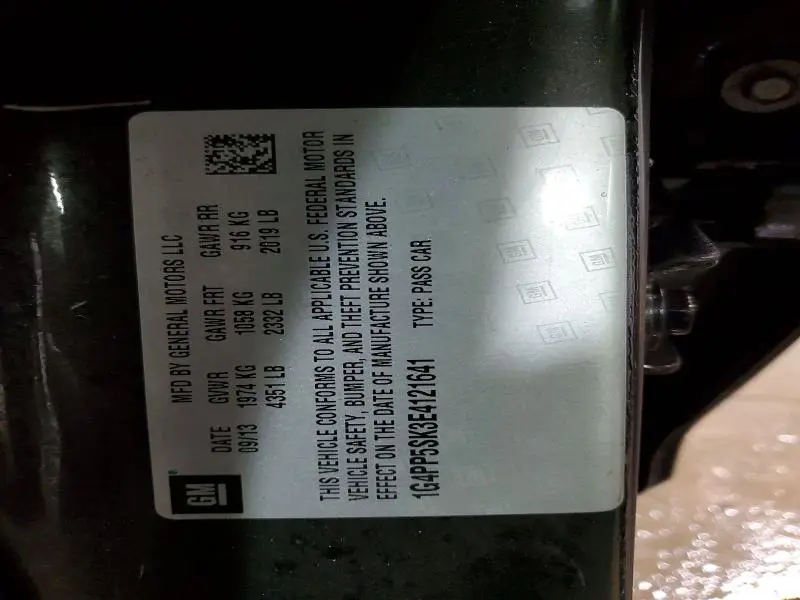 GM
MFD BY GENERAL MOTORS LLC
DATE GVWR GAWR FRT GAWR RR
09/13 1974 KG 1058 KG 916 KG
4351 LB 2332 LB 2019 LB
THIS VEHICLE CONFORMS TO ALL APPLICABLE U.S. FEDERAL MOTOR
VEHICLE SAFETY, BUMPER, AND THEFT PREVENTION STANDARDS IN
EFFECT ON THE DATE OF MANUFACTURE SHOWN ABOVE.
1G4PP5SK3E4121641 TYPE: PASS CAR